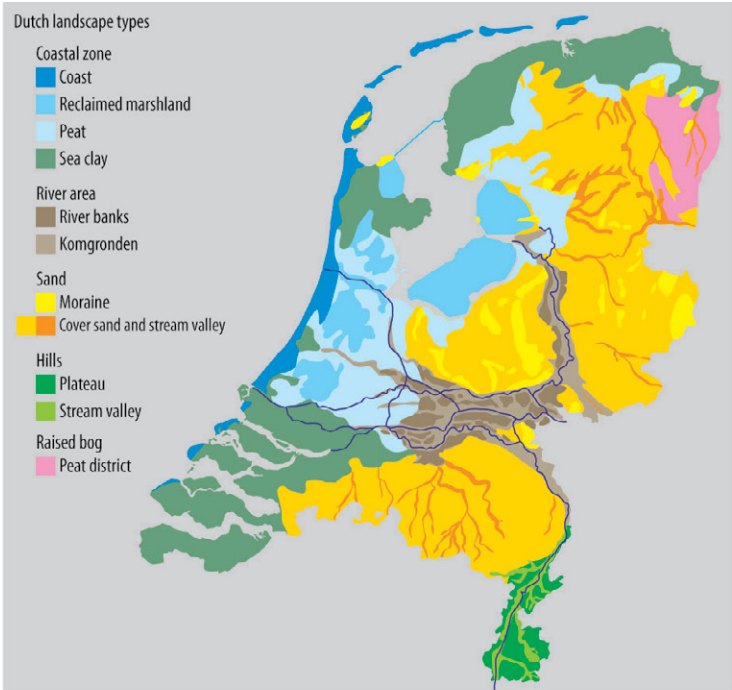 Dutch landscape types
Coastal zone
Coast
Reclaimed marshland
Peat
Sea clay
River area
River banks
Komgronden
Sand
Moraine
Cover sand and stream valley
Hills
Plateau
Stream valley
Raised bog
Peat district